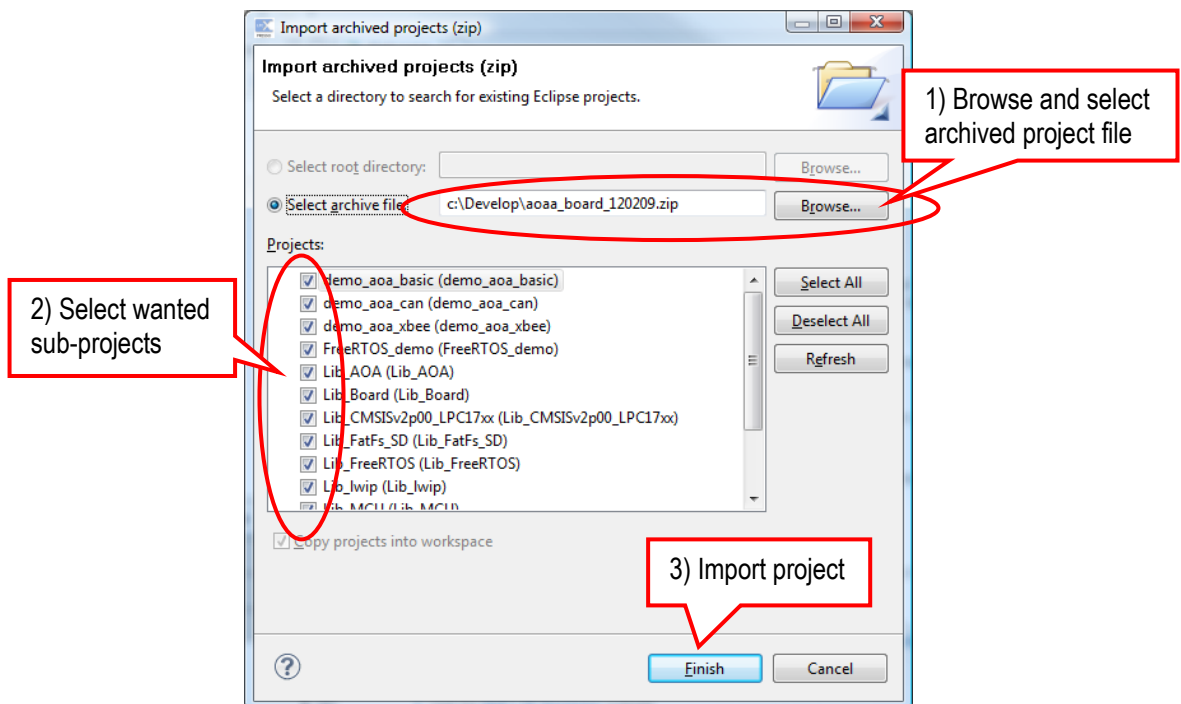 Import archived projects (zip)
Import archived projects (zip)
Select a directory to search for existing Eclipse projects.
1) Browse and select
archived project file
Select root directory:
Browse...
Select archive file:
c:\Develop\aoaa_board_120209.zip
Browse...
Projects:
demo_aoa_basic (demo_aoa_basic)
demo_aoa_can (demo_aoa_can)
demo_aoa_xbee (demo_aoa_xbee)
FreeRTOS_demo (FreeRTOS_demo)
Lib_AOA (Lib_AOA)
Lib_Board (Lib_Board)
Lib_CMSISv2p00_LPC17xx (Lib_CMSISv2p00_LPC17xx)
Lib_FatFs_SD (Lib_FatFs_SD)
Lib_FreeRTOS (Lib_FreeRTOS)
Lib_lwip (Lib_lwip)
Lib_MCU (Lib_MCU)
Select All
Deselect All
Refresh
2) Select wanted
sub-projects
Copy projects into workspace
3) Import project
Finish
Cancel